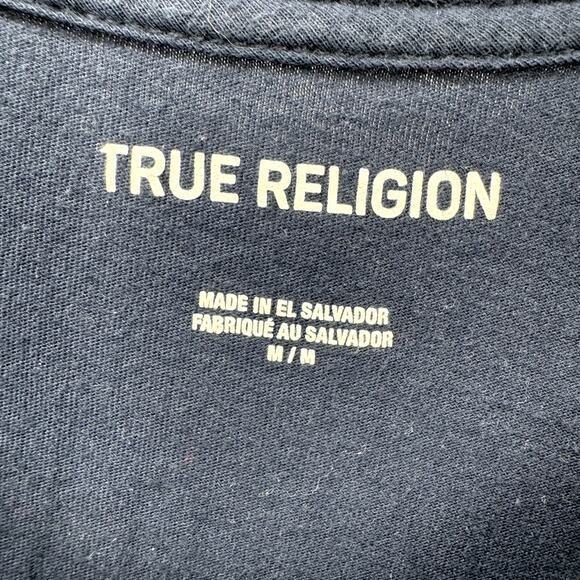 TRUE RELIGION
MADE IN EL SALVADOR
FABRIQUÉ AU SALVADOR
M / M